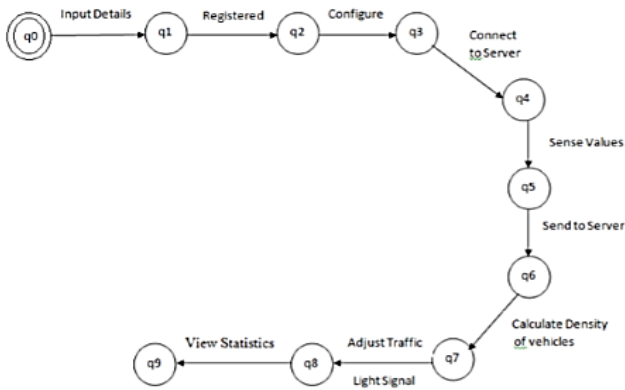 Input Details
Registered
Configure
q0
q1
q2
q3
Connect
to Server
q4
Sense Values
q5
Send to Server
q6
Calculate Density
of vehicles
View Statistics
Adjust Traffic
q9
q8
q7
Light Signal